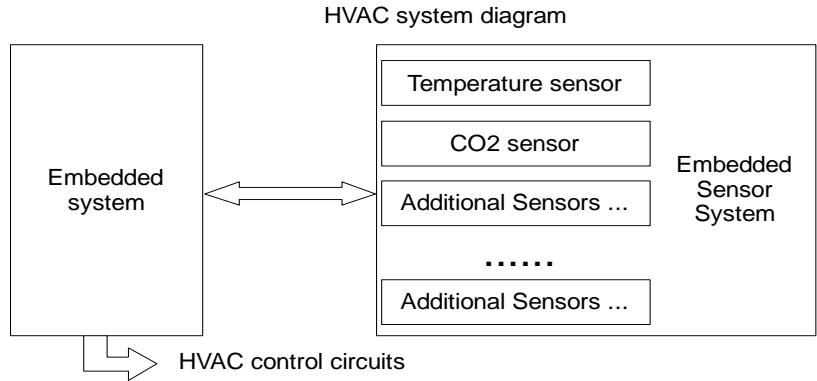 HVAC system diagram
Embedded
system
Temperature sensor
CO2 sensor
Additional Sensors ...
......
Additional Sensors ...
Embedded
Sensor
System
HVAC control circuits